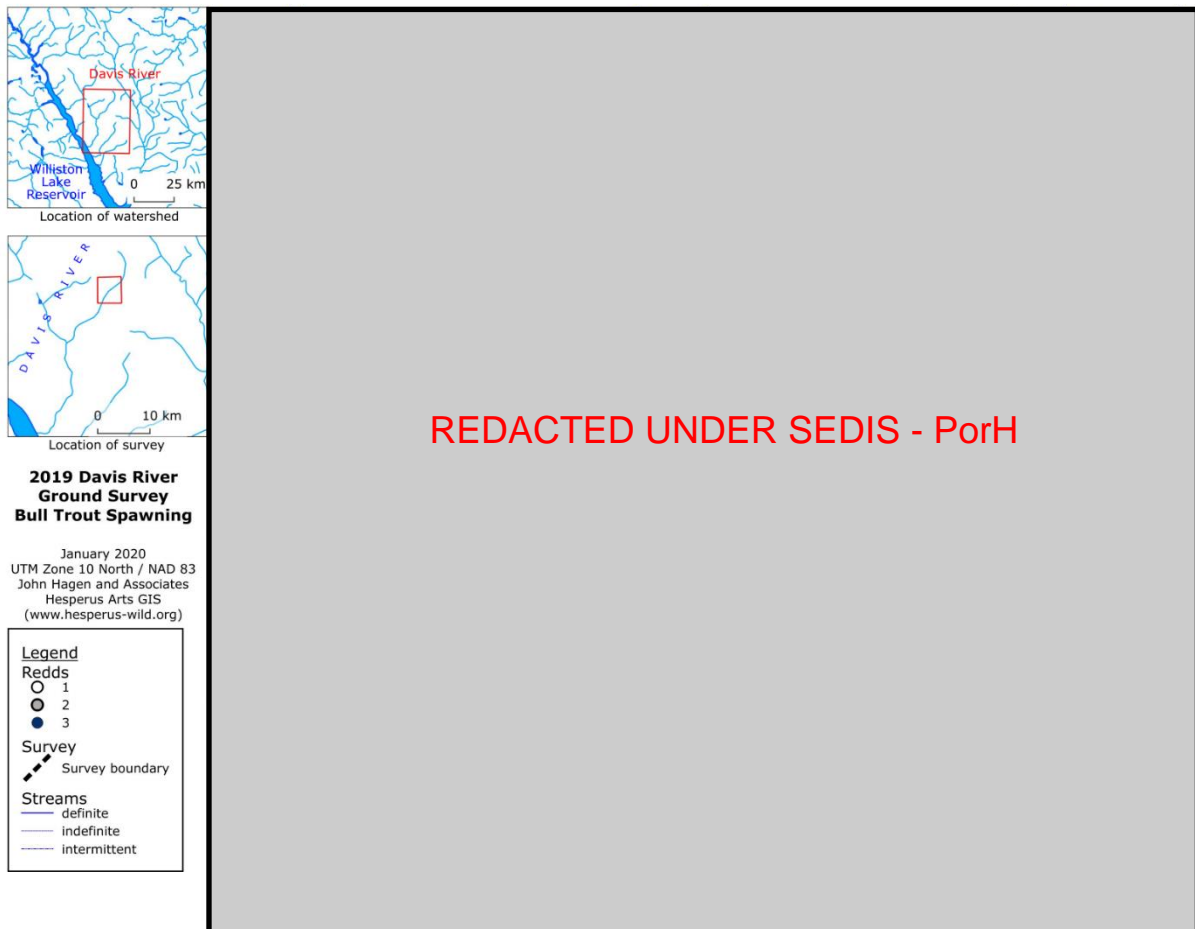 Davis River
Williston
Lake
Reservoir
0 25 km
Location of watershed
DAVIS RIVER
0 10 km
Location of survey
2019 Davis River
Ground Survey
Bull Trout Spawning
January 2020
UTM Zone 10 North / NAD 83
John Hagen and Associates
Hesperus Arts GIS
(www.hesperus-wild.org)
Legend
Redds
1
2
3
Survey
Survey boundary
Streams
definite
indefinite
intermittent
REDACTED UNDER SEDIS - PorH